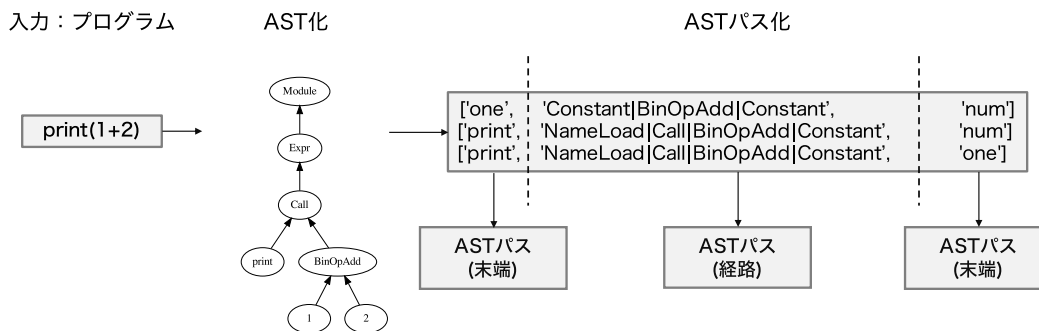 入力：プログラム
AST化
ASTパス化
print(1+2)
Module
Expr
Call
print
BinOpAdd
1
2
['one', 'Constant|BinOpAdd|Constant', 'num']
['print', 'NameLoad|Call|BinOpAdd|Constant', 'num']
['print', 'NameLoad|Call|BinOpAdd|Constant', 'one']
ASTパス
(末端)
ASTパス
(経路)
ASTパス
(末端)